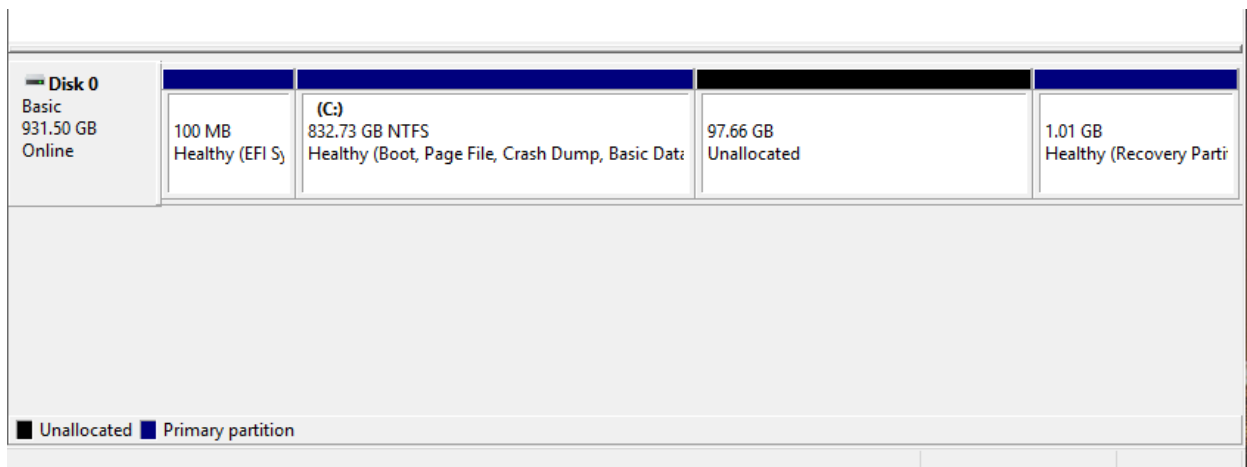 Disk 0
Basic
931.50 GB
Online
100 MB
Healthy (EFI Sy
(C:)
832.73 GB NTFS
Healthy (Boot, Page File, Crash Dump, Basic Data
97.66 GB
Unallocated
1.01 GB
Healthy (Recovery Parti
Unallocated Primary partition